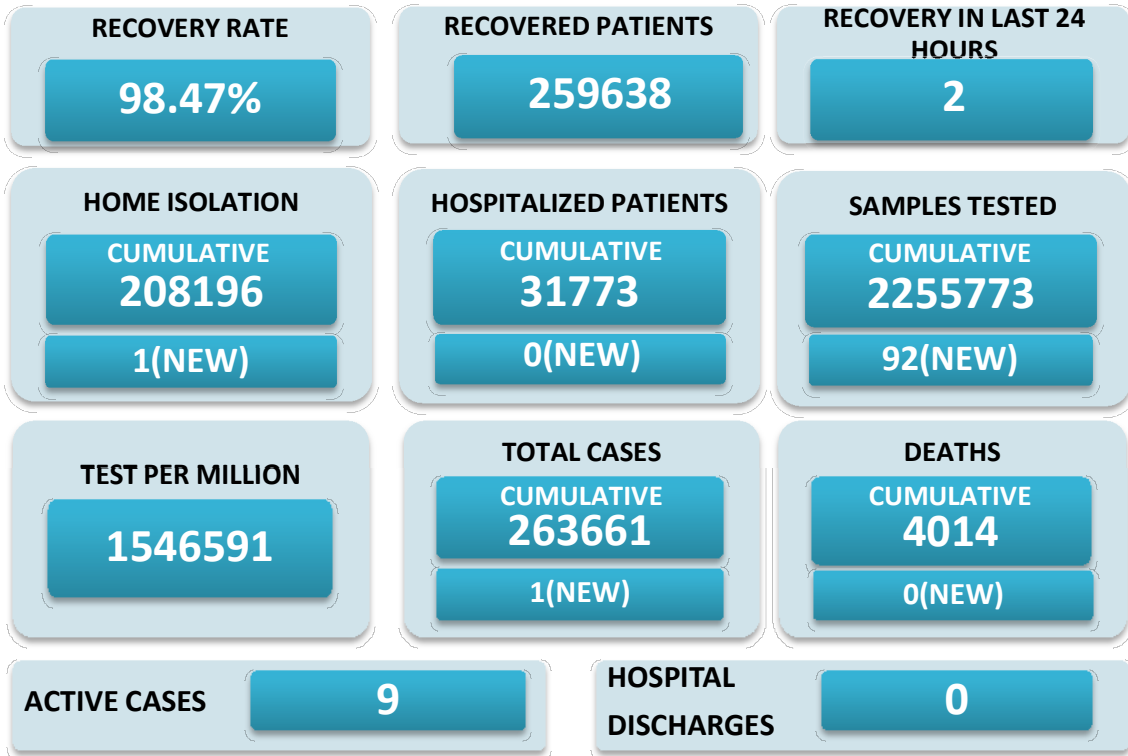 RECOVERY RATE
98.47%
RECOVERED PATIENTS
259638
RECOVERY IN LAST 24
HOURS
2
HOME ISOLATION
CUMULATIVE
208196
1(NEW)
HOSPITALIZED PATIENTS
CUMULATIVE
31773
0(NEW)
SAMPLES TESTED
CUMULATIVE
2255773
92(NEW)
TEST PER MILLION
1546591
TOTAL CASES
CUMULATIVE
263661
1(NEW)
DEATHS
CUMULATIVE
4014
0(NEW)
ACTIVE CASES
9
HOSPITAL
DISCHARGES
0